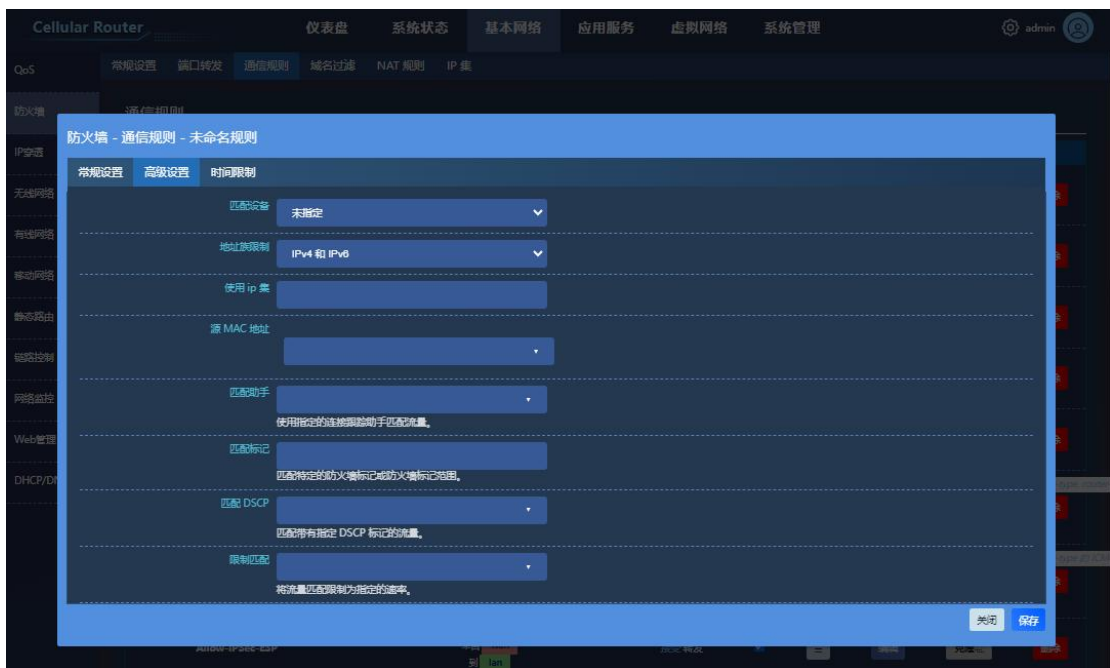 Cellular Router 仪表盘 系统状态 基本网络 应用服务 虚拟网络 系统管理 admin
QoS 常规设置 端口转发 通信规则 域名过滤 NAT 规则 IP 集
防火墙 通信规则
防火墙 - 通信规则 - 未命名规则
IP穿透
常规设置 高级设置 时间限制
无线网络
匹配设备 未指定
有线网络
地址族限制 IPv4 和 IPv6
移动网络
使用 ip 集
静态路由
源 MAC 地址
链路控制
网络监控
匹配助手
使用指定的连接跟踪助手匹配流量。
Web管理
匹配标记
匹配特定的防火墙标记或防火墙标记范围。
DHCP/DN
匹配 DSCP
匹配带有指定 DSCP 标记的流量。
限制匹配
将流量匹配限制为指定的速率。
关闭 保存
Allow-IPSec-ESP
到 lan